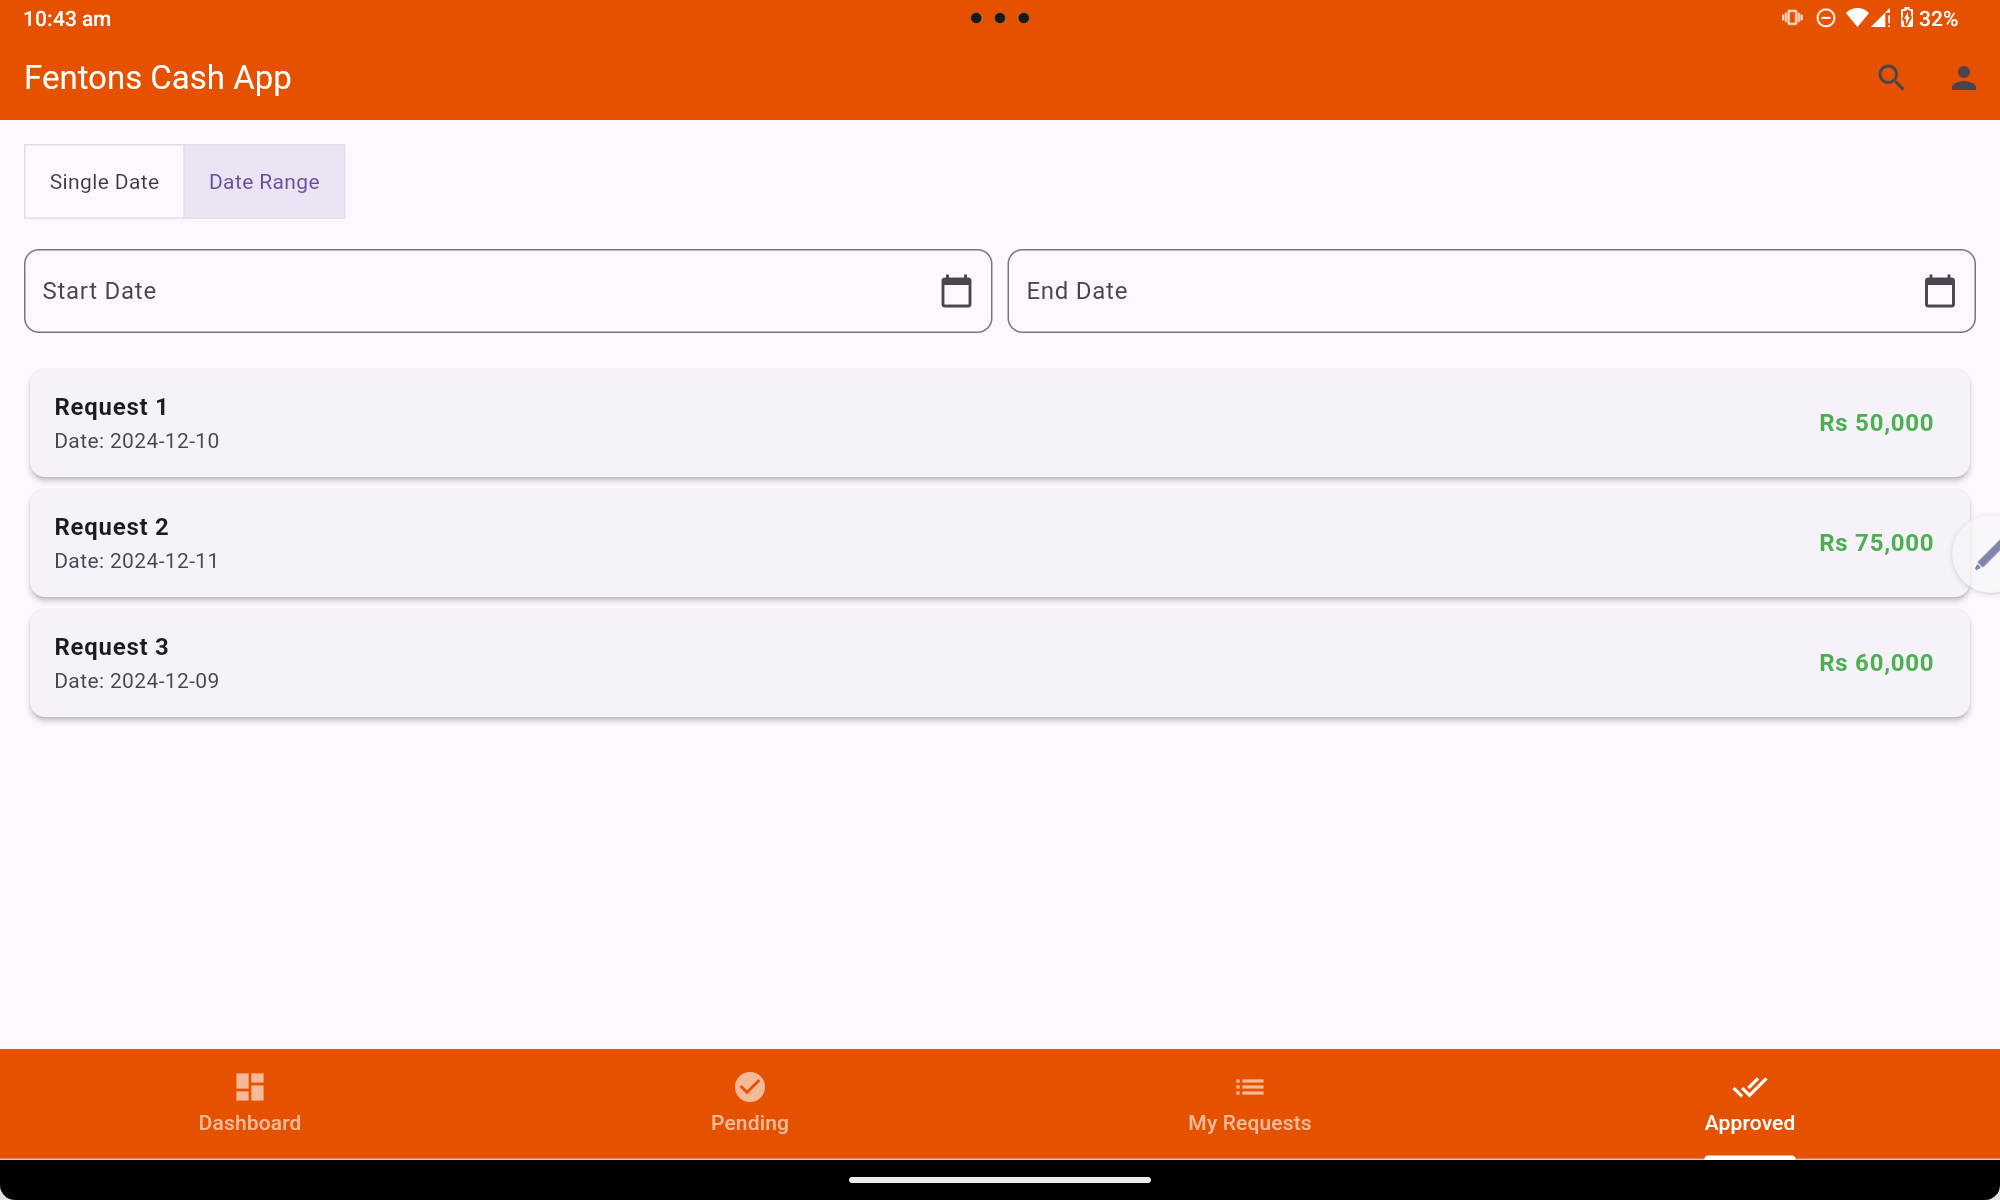 10:43 am
32%
Fentons Cash App
Single Date
Date Range
Start Date
End Date
Request 1
Date: 2024-12-10
Rs 50,000
Request 2
Date: 2024-12-11
Rs 75,000
Request 3
Date: 2024-12-09
Rs 60,000
Dashboard
Pending
My Requests
Approved